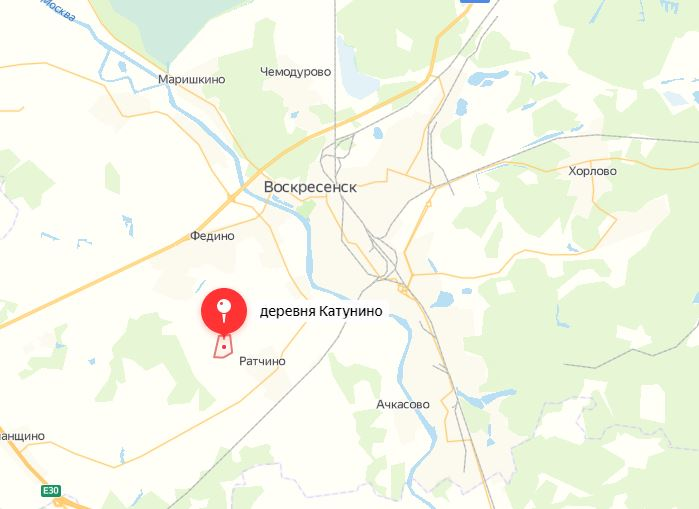 Москва
Маришкино
Чемодурово
Хорлово
Воскресенск
Федино
деревня Катунино
Ратчино
Ачкасово
анщино
E30